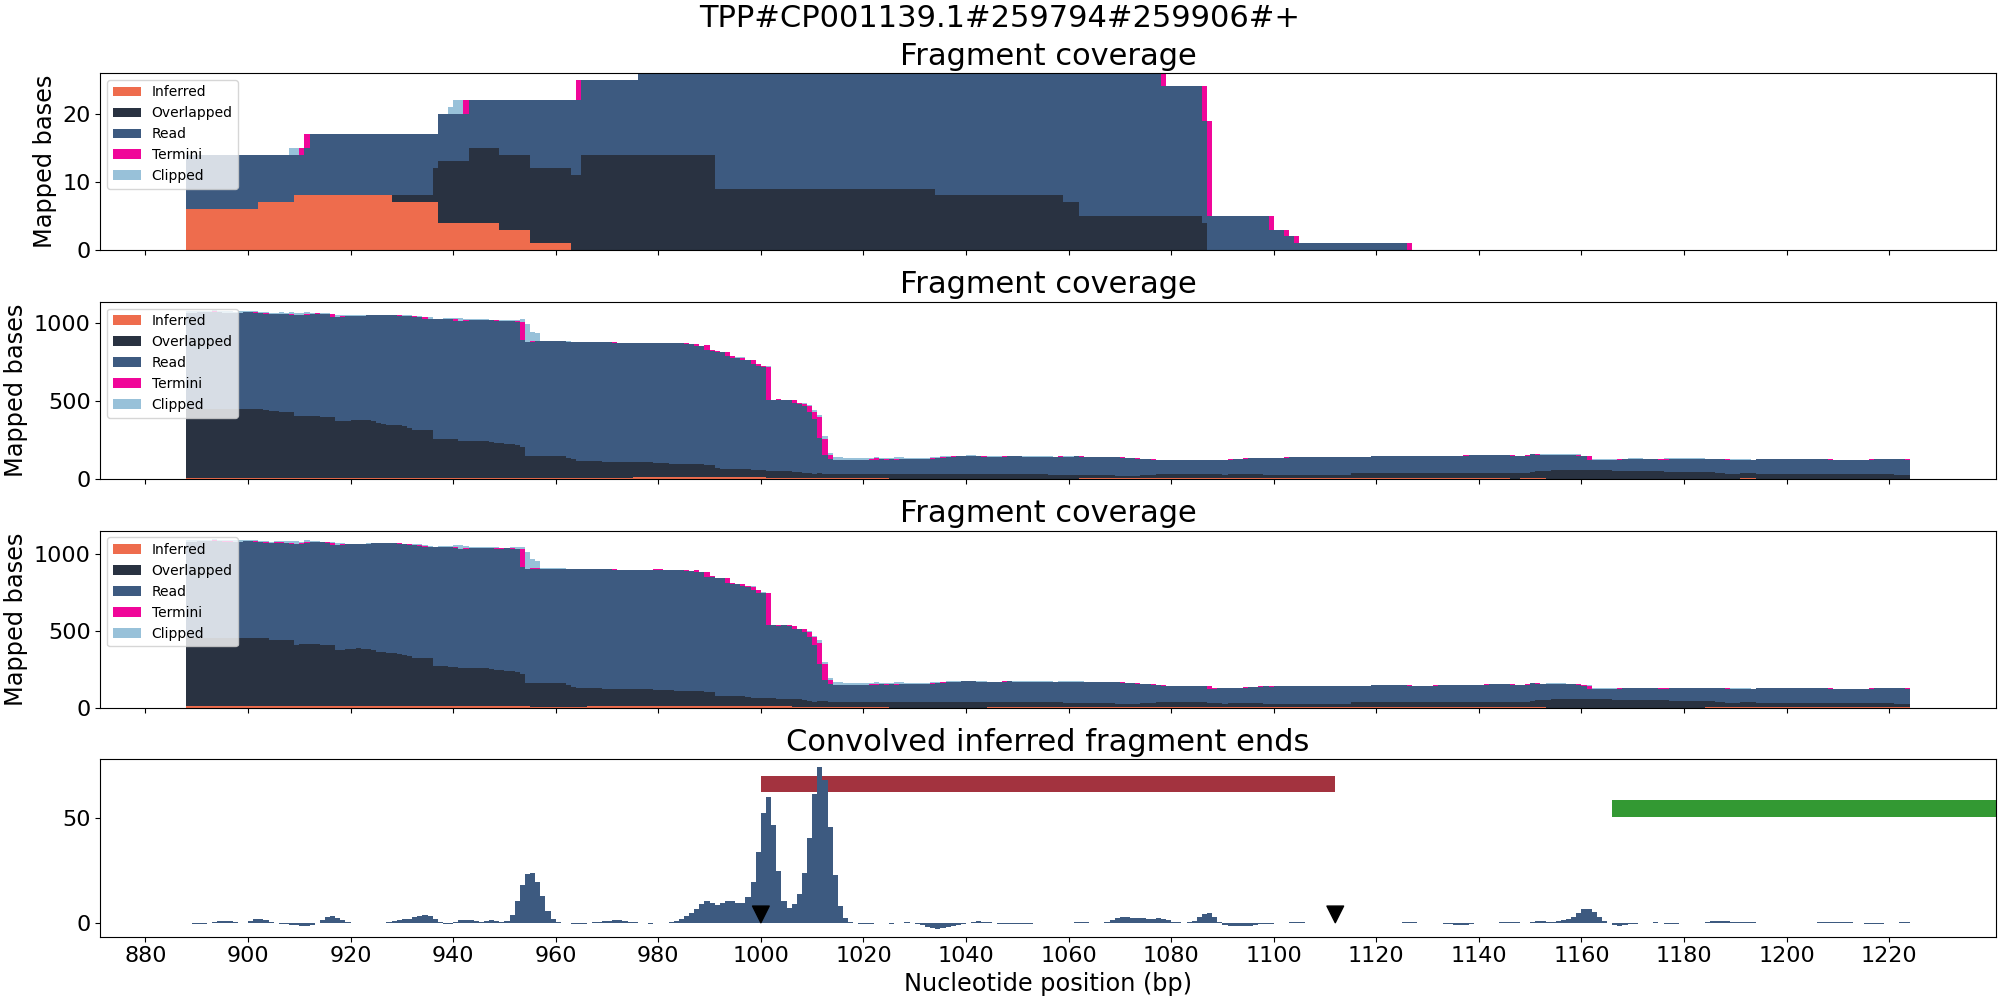 TPP#CP001139.1#259794#259906#+
Fragment coverage
Mapped bases
20
10
0
Inferred
Overlapped
Read
Termini
Clipped
Fragment coverage
Mapped bases
1000
500
0
Inferred
Overlapped
Read
Termini
Clipped
Fragment coverage
Mapped bases
1000
500
0
Inferred
Overlapped
Read
Termini
Clipped
Convolved inferred fragment ends
50
0
880 900 920 940 960 980 1000 1020 1040 1060 1080 1100 1120 1140 1160 1180 1200 1220
Nucleotide position (bp)